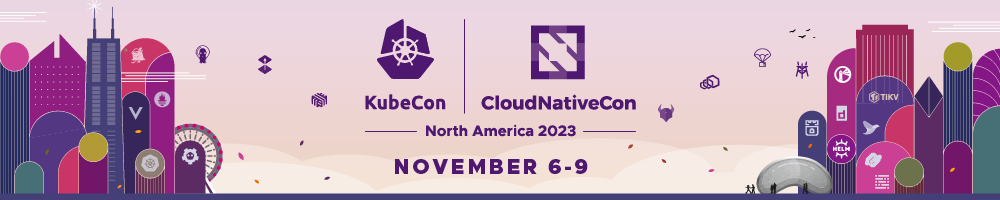 KubeCon
CloudNativeCon
North America 2023
NOVEMBER 6-9
TiKV
HELM